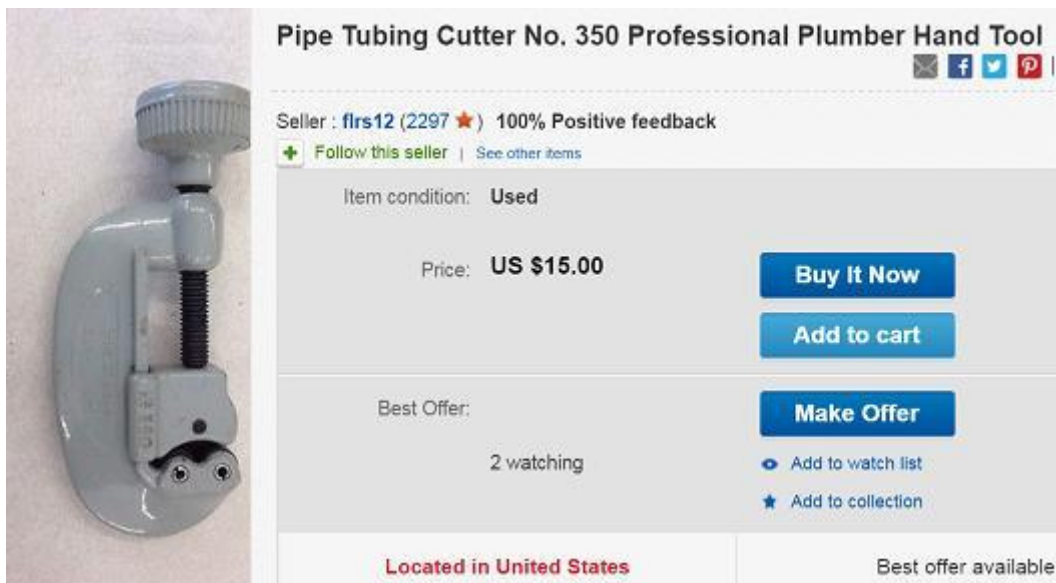 Pipe Tubing Cutter No. 350 Professional Plumber Hand Tool
Seller : flrs12 (2297 ★) 100% Positive feedback
Follow this seller | See other items
Item condition: Used
Price: US $15.00
Buy It Now
Add to cart
Best Offer:
Make Offer
2 watching
Add to watch list
Add to collection
Located in United States
Best offer available